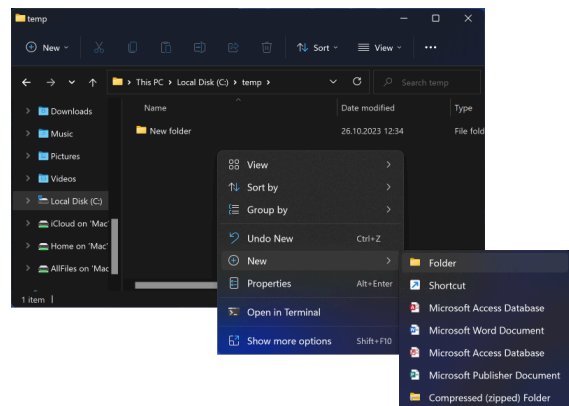 temp
New
Sort
View
This PC > Local Disk (C:) > temp >
Search temp
Name
Date modified
Type
New folder
26.10.2023 12:34
File fold
Downloads
Music
Pictures
Videos
Local Disk (C:)
iCloud on 'Mac'
Home on 'Mac'
AllFiles on 'Mac
1 item
View
Sort by
Group by
Undo New Ctrl+Z
New
Properties Alt+Enter
Open in Terminal
Show more options Shift+F10
Folder
Shortcut
Microsoft Access Database
Microsoft Word Document
Microsoft Access Database
Microsoft Publisher Document
Compressed (zipped) Folder